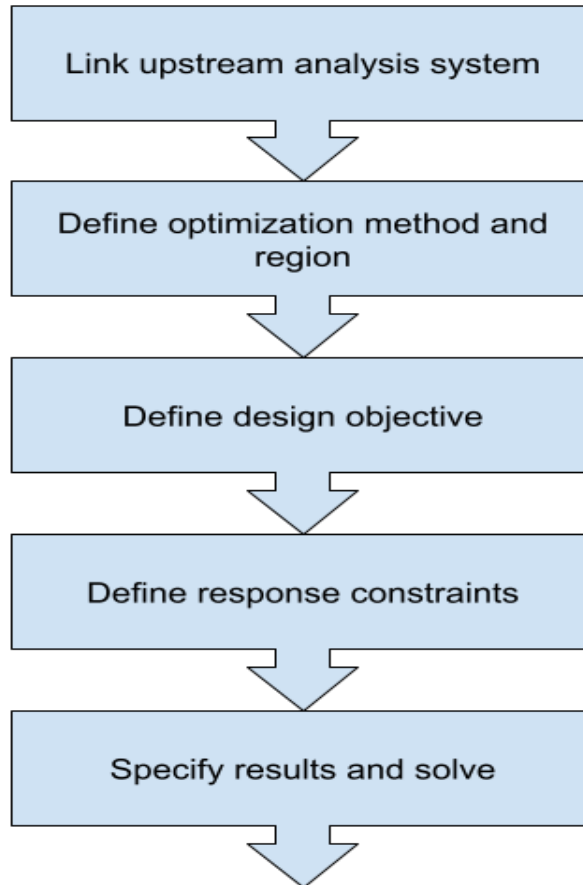 Link upstream analysis system
Define optimization method and
region
Define design objective
Define response constraints
Specify results and solve